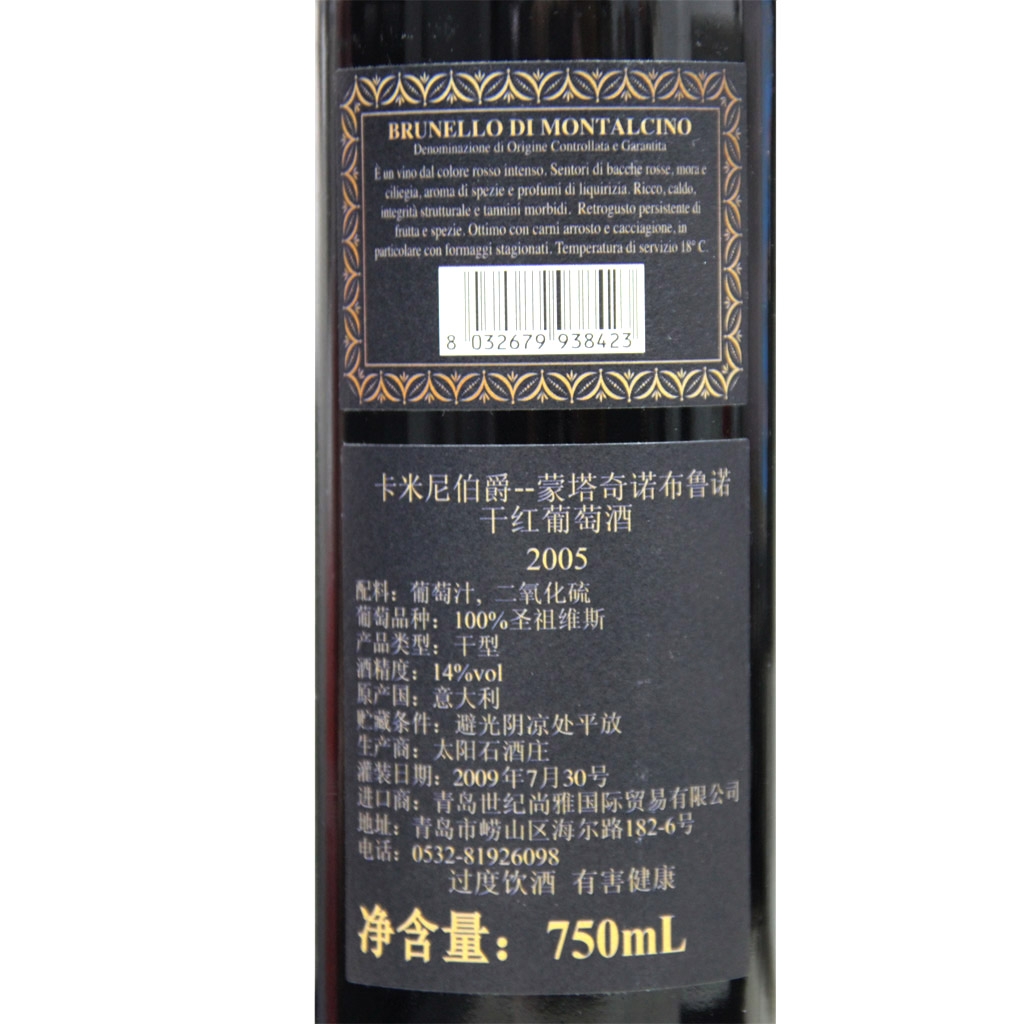 BRUNELLO DI MONTALCINO
Denominazione di Origine Controllata e Garantita
È un vino dal colore rosso intenso. Sentori di bacche rosse, mora e
ciliegia, aroma di spezie e profumi di liquirizia. Ricco, caldo,
integrità strutturale e tannini morbidi. Retrogusto persistente di
frutta e spezie. Ottimo con carni arrosto e cacciagione, in
particolare con formaggi stagionati. Temperatura di servizio 18° C
8 032679 938423
卡米尼伯爵--蒙塔奇诺布鲁诺
干红葡萄酒
2005
配料：葡萄汁，二氧化硫
葡萄品种：100%圣祖维斯
产品类型：干型
酒精度：14%vol
原产国：意大利
贮藏条件：避光阴凉处平放
生产商：太阳石酒庄
灌装日期：2009年7月30号
进口商：青岛世纪尚雅国际贸易有限公司
地址：青岛市崂山区海尔路182-6号
电话：0532-81926098
过度饮酒 有害健康
净含量：750mL